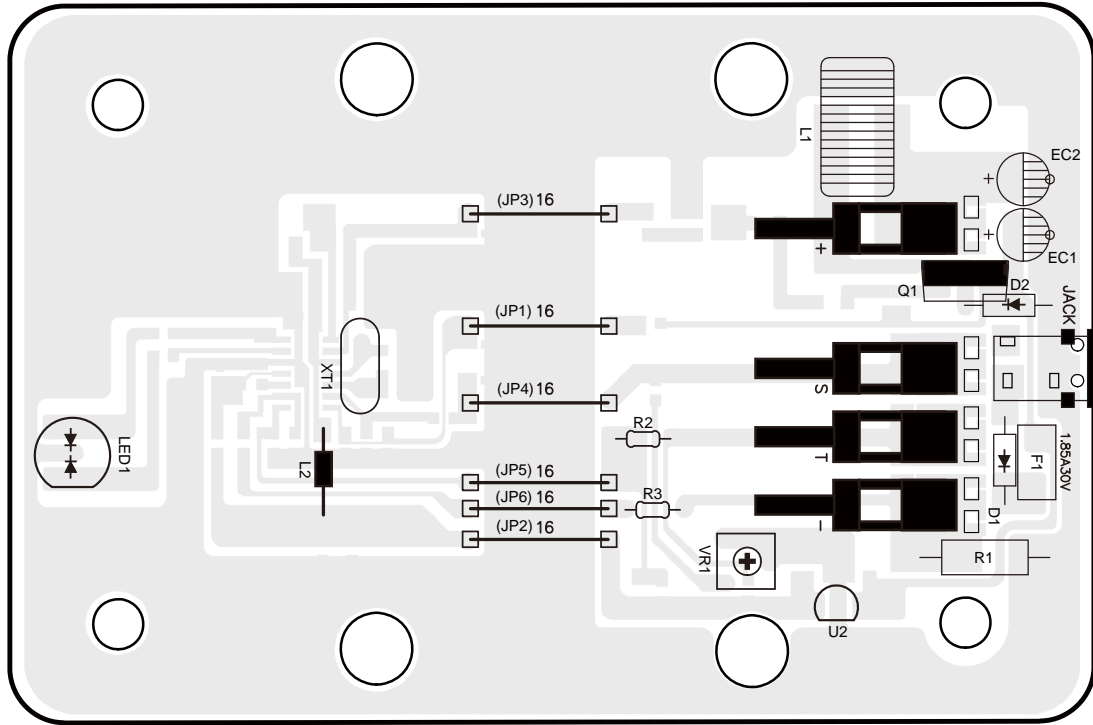 L1
EC2
(JP3) 16
+
+
+
EC1
Q1
D2
JACK
(JP1) 16
XT1
(JP4) 16
S
R2
LED1
T
F1
1.85A30V
L2
(JP5) 16
(JP6) 16
R3
(JP2) 16
–
D1
VR1
R1
U2